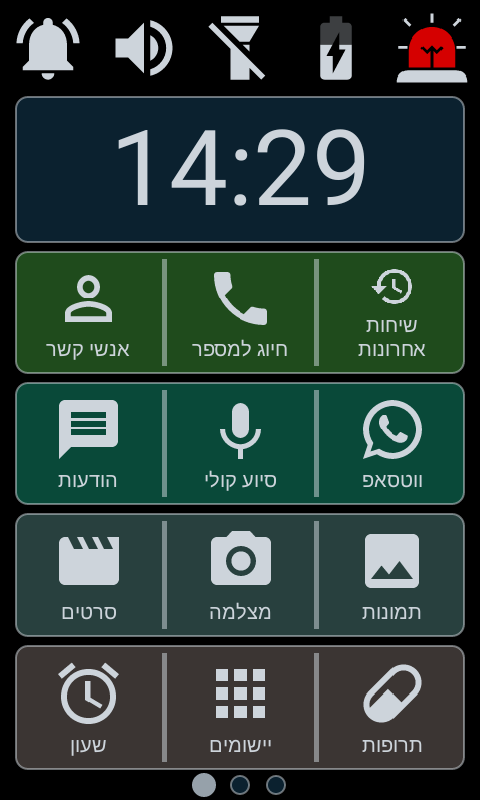 14:29
שיחות
אחרונות
חיוג למספר
אנשי קשר
ווטסאפ
סיוע קולי
הודעות
תמונות
מצלמה
סרטים
תרופות
יישומים
שעון